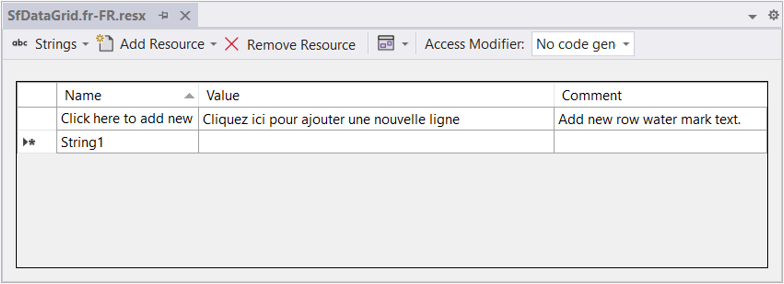 SfDataGrid.fr-FR.resx
abc Strings Add Resource Remove Resource Access Modifier: No code gen
Name Value Comment
Click here to add new Cliquez ici pour ajouter une nouvelle ligne Add new row water mark text.
String1